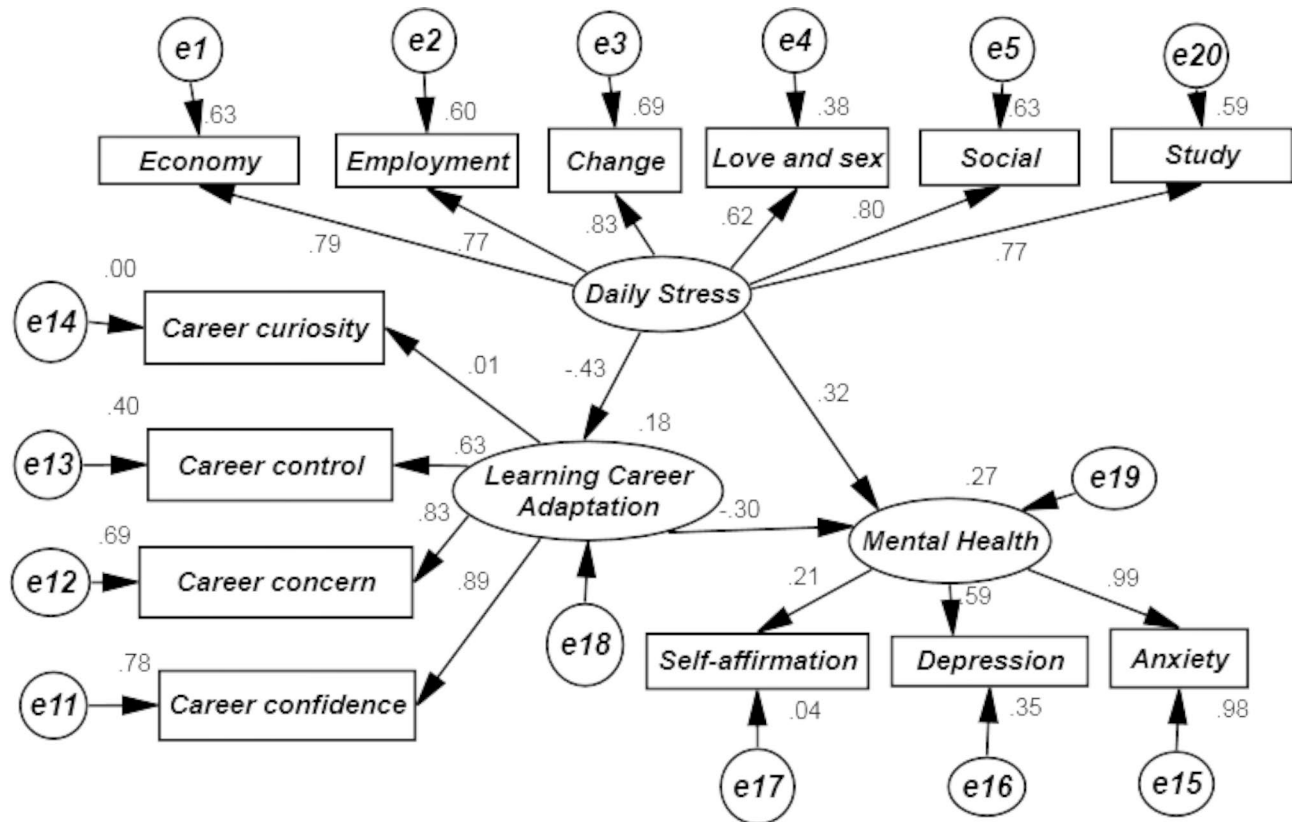 e1
e2
e3
e4
e5
e20
.63
.60
.69
.38
.63
.59
Economy
Employment
Change
Love and sex
Social
Study
.79
.77
.83
.62
.80
.77
Daily Stress
.00
e14
Career curiosity
.01
-.43
.32
.40
e13
Career control
.63
.18
Learning Career
Adaptation
.27
e19
.69
e12
Career concern
.83
-.30
Mental Health
.89
.21
.59
.99
e18
.78
e11
Career confidence
Self-affirmation
Depression
Anxiety
.04
.35
.98
e17
e16
e15